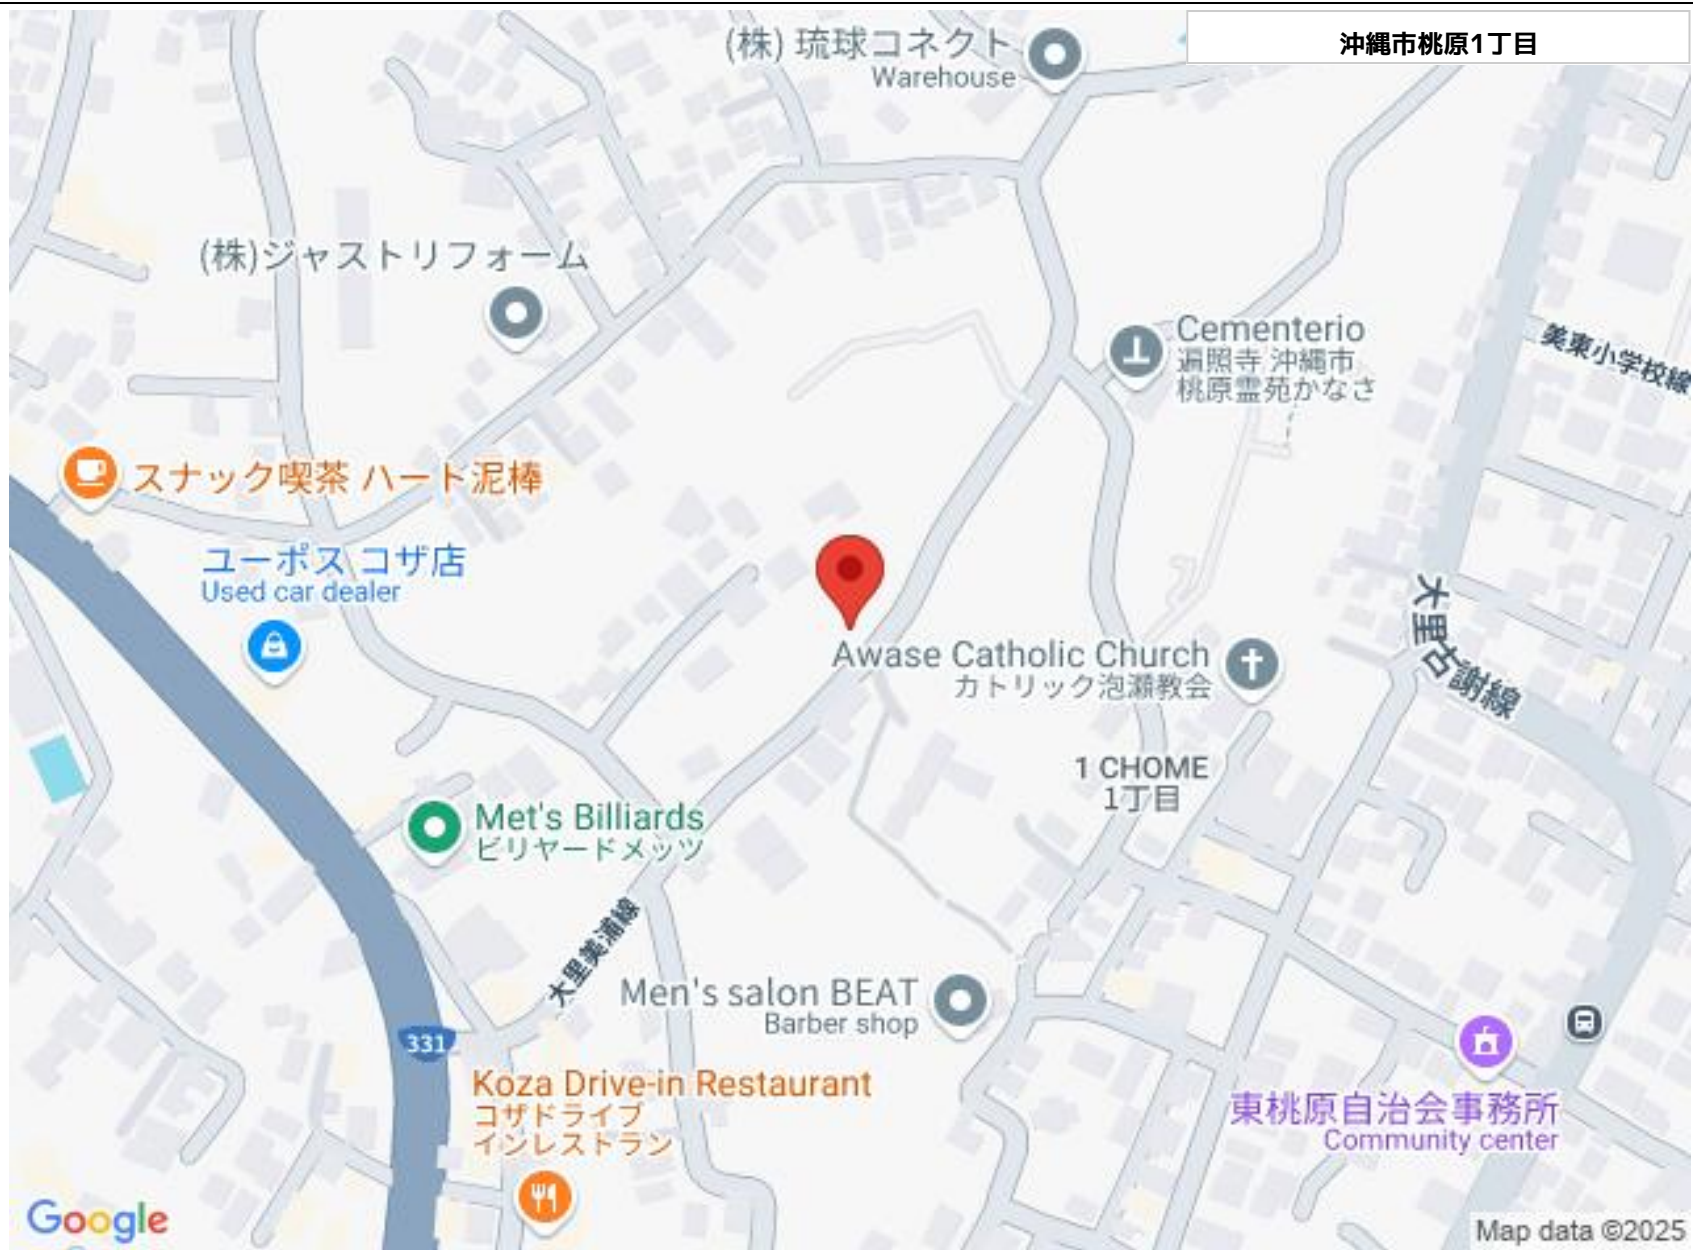 沖縄市桃原1丁目
(株) 琉球コネクト
Warehouse
(株)ジャストリフォーム
Cementerio
遍照寺 沖縄市
桃原霊苑かなさ
美東小学校線
スナック喫茶 ハート泥棒
ユーポス コザ店
Used car dealer
大里古謝線
Awase Catholic Church
カトリック泡瀬教会
1 CHOME
1丁目
Met's Billiards
ビリヤードメッツ
大里美浦線
Men's salon BEAT
Barber shop
331
Koza Drive-in Restaurant
コザドライブ
インレストラン
東桃原自治会事務所
Community center
Google
Map data ©2025